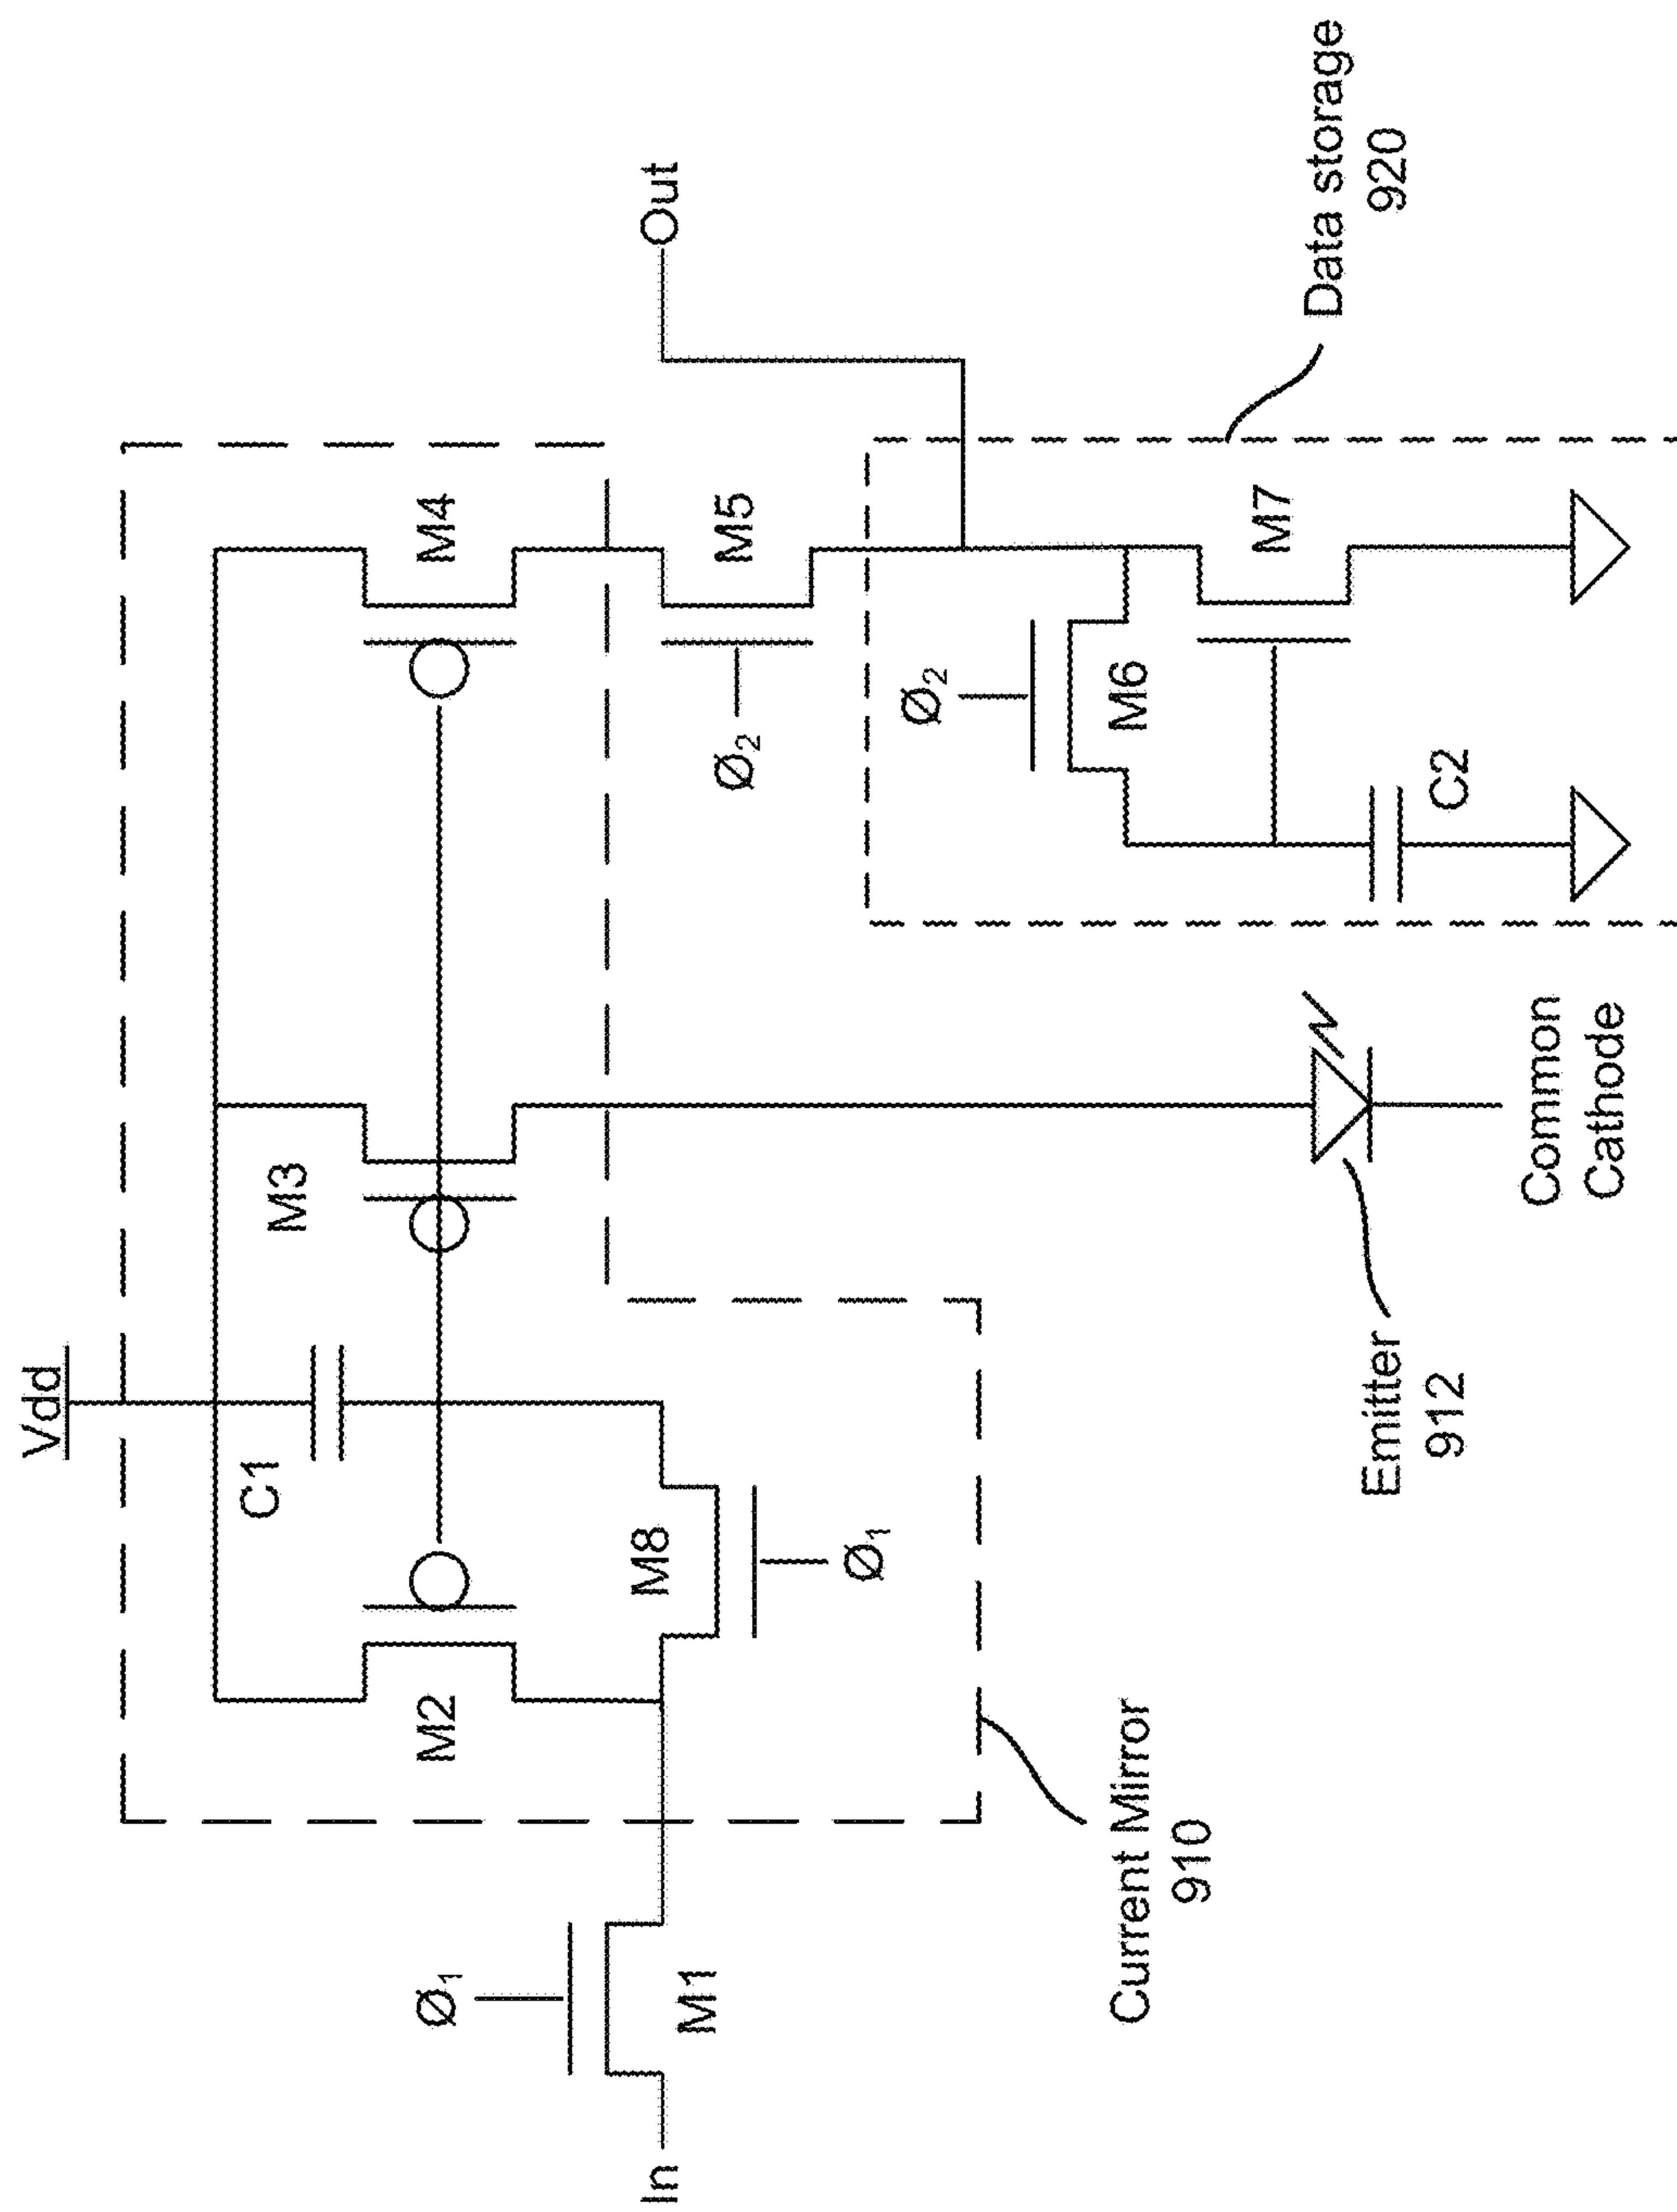 Vdd
C1
M3
M4
M2
Ø1
M8
M1
In
Out
M5
Ø2
Ø1
Ø2
M6
M7
C2
Current Mirror
910
Emitter
912
Common
Cathode
Data storage
920